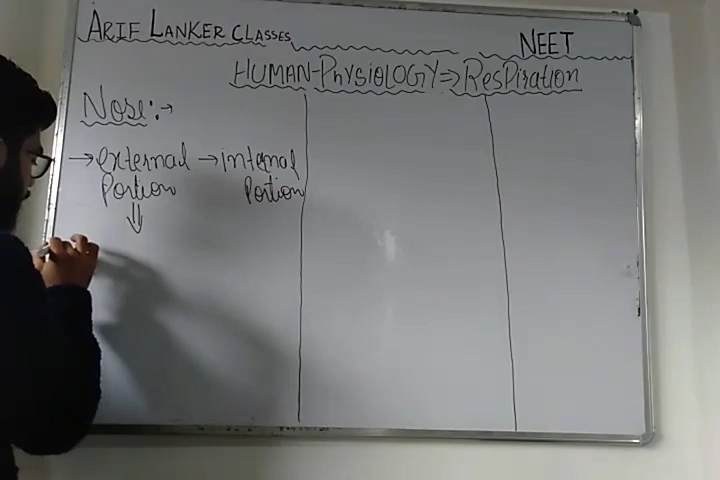 ARIF LANKER CLASSES
NEET
HUMAN-PhysIOLOGY⇒ResPiration
Nose:→
→external →internal
Portion Portion
⇓